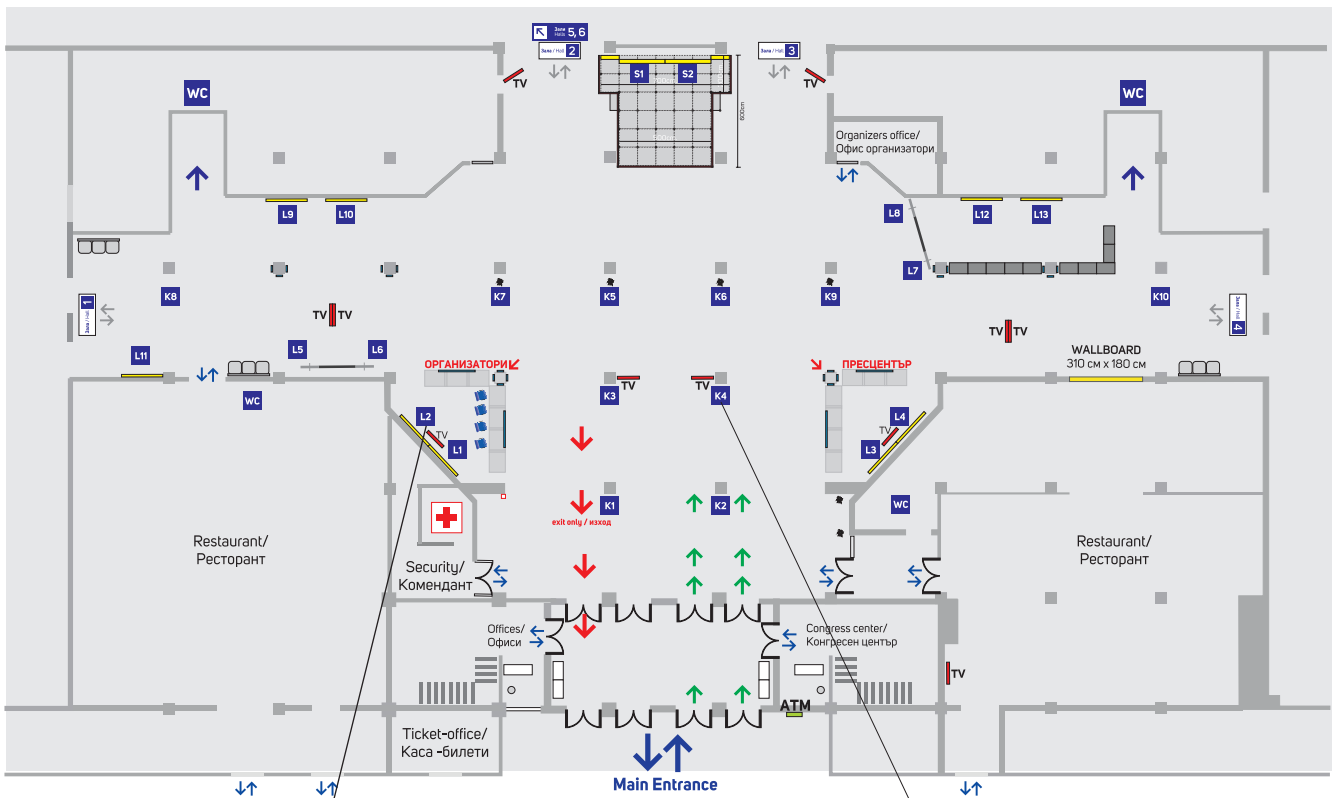 Зала Halls 5, 6
Зала / Hall 2
Зала / Hall 3
S1 S2
TV
TV
600cm
WC
WC
Organizers office/
Офис организатори
L9 L10
L8
L12 L13
L7
K8
K7 K5 K6 K9
K10
Зала / Hall 1
Зала / Hall 4
TV TV
TV TV
L5 L6
L11
ОРГАНИЗАТОРИ
ПРЕСЦЕНТЪР
WALLBOARD
310 см x 180 см
TV TV
WC
K3 K4
L2
TV
L1
L4
TV
L3
K1 K2
WC
exit only / изход
Restaurant/
Ресторант
Restaurant/
Ресторант
Security/
Комендант
Offices/
Офиси
Congress center/
Конгресен център
TV
ATM
Ticket-office/
Каса -билети
Main Entrance